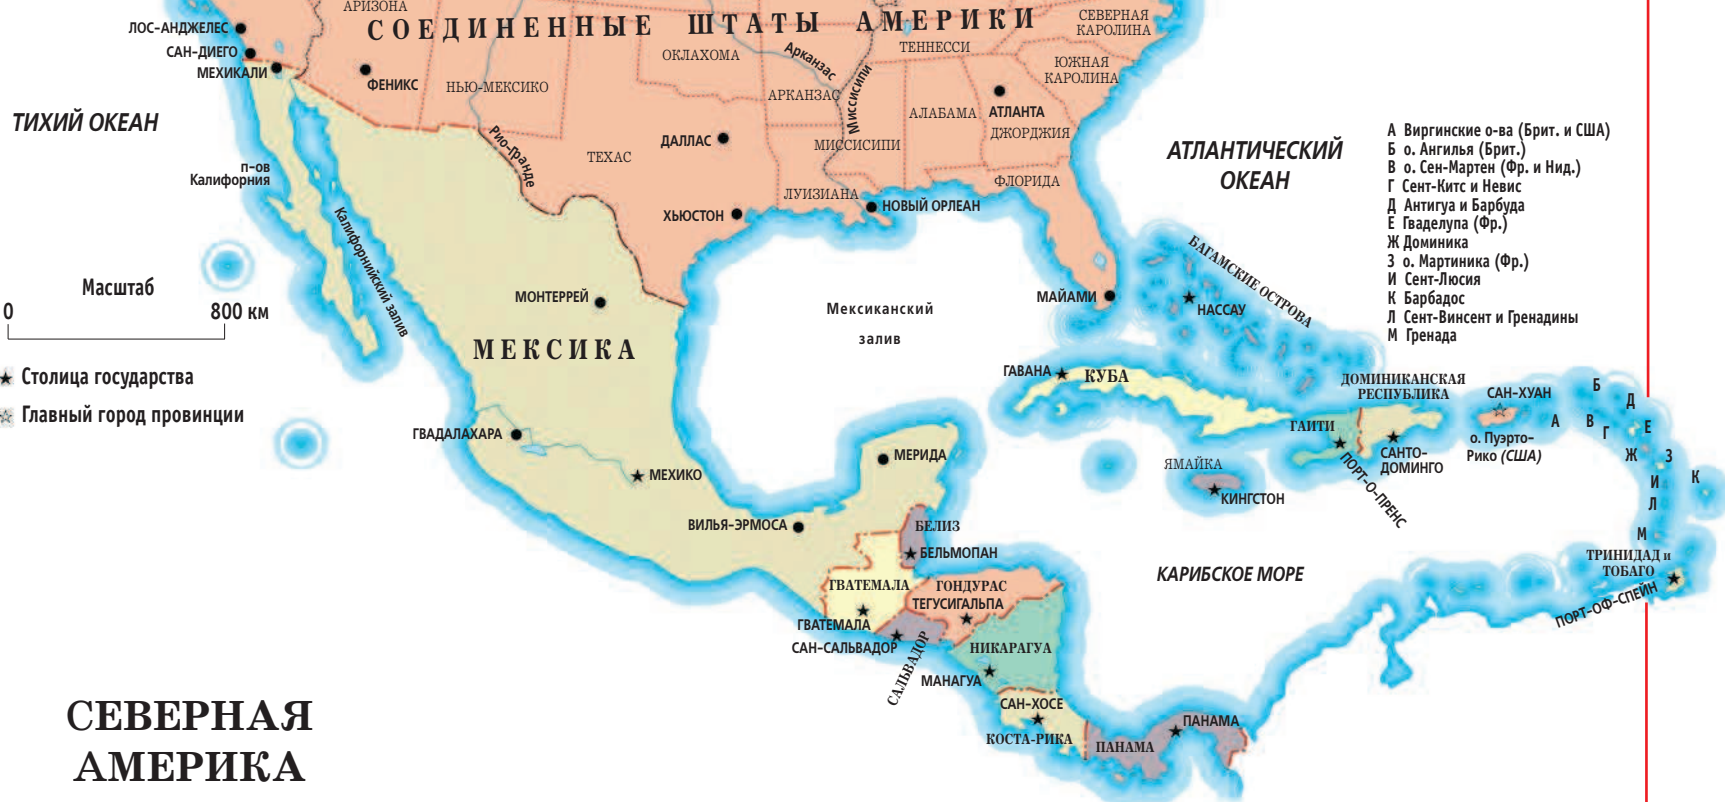 АРИЗОНА
СОЕДИНЕННЫЕ ШТАТЫ АМЕРИКИ
СЕВЕРНАЯ
КАРОЛИНА
ЛОС-АНДЖЕЛЕС
САН-ДИЕГО
МЕХИКАЛИ
ФЕНИКС
НЬЮ-МЕКСИКО
ОКЛАХОМА
Арканзас
АРКАНЗАС
Миссисипи
ТЕННЕССИ
ЮЖНАЯ
КАРОЛИНА
АЛАБАМА
АТЛАНТА
ДЖОРДЖИЯ
МИССИСИПИ
ДАЛЛАС
ТЕХАС
Рио-Гранде
ЛУИЗИАНА
ФЛОРИДА
ХЬЮСТОН
НОВЫЙ ОРЛЕАН
ТИХИЙ ОКЕАН
п-ов
Калифорния
Калифорнийский залив
АТЛАНТИЧЕСКИЙ
ОКЕАН
А Виргинские о-ва (Брит. и США)
Б о. Ангилья (Брит.)
В о. Сен-Мартен (Фр. и Нид.)
Г Сент-Китс и Невис
Д Антигуа и Барбуда
Е Гваделупа (Фр.)
Ж Доминика
З о. Мартиника (Фр.)
И Сент-Люсия
К Барбадос
Л Сент-Винсент и Гренадины
М Гренада
Масштаб
0 800 км
Столица государства
Главный город провинции
МОНТЕРРЕЙ
МЕКСИКА
Мексиканский
залив
МАЙАМИ
БАГАМСКИЕ ОСТРОВА
НАССАУ
ГАВАНА
КУБА
ДОМИНИКАНСКАЯ
РЕСПУБЛИКА
ГАИТИ
ПОРТ-О-ПРЕНС
САНТО-
ДОМИНГО
САН-ХУАН
о. Пуэрто-
Рико (США)
А
Б
В
Г
Д
Е
Ж
З
И
К
Л
М
ЯМАЙКА
КИНГСТОН
ГВАДАЛАХАРА
МЕХИКО
МЕРИДА
ВИЛЬЯ-ЭРМОСА
БЕЛИЗ
БЕЛЬМОПАН
ГВАТЕМАЛА
ГВАТЕМАЛА
ГОНДУРАС
ТЕГУСИГАЛЬПА
САН-САЛЬВАДОР
САЛЬВАДОР
НИКАРАГУА
МАНАГУА
САН-ХОСЕ
КОСТА-РИКА
ПАНАМА
ПАНАМА
КАРИБСКОЕ МОРЕ
ТРИНИДАД и
ТОБАГО
ПОРТ-ОФ-СПЕЙН
СЕВЕРНАЯ
АМЕРИКА